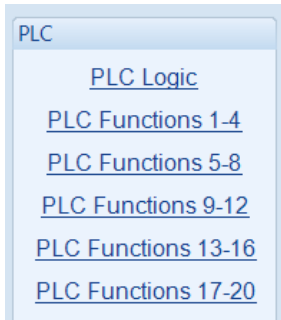 PLC
PLC Logic
PLC Functions 1-4
PLC Functions 5-8
PLC Functions 9-12
PLC Functions 13-16
PLC Functions 17-20